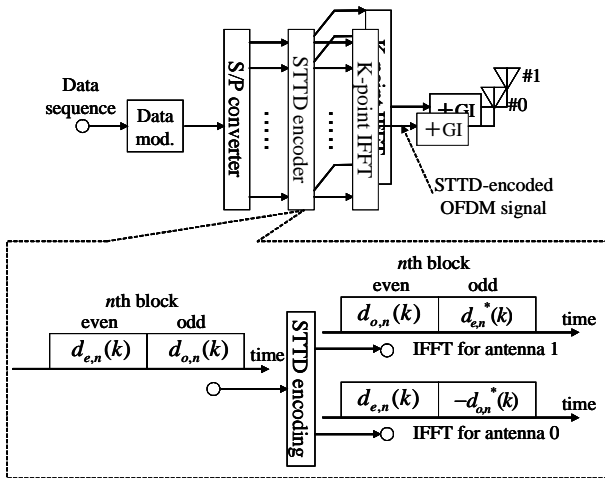 Data
sequence
Data
mod.
S/P converter
.....
STTD encoder
.....
K-point IFFT
K-point IFFT
+GI
+GI
#1
#0
STTD-encoded
OFDM signal
nth block
even odd
d_{e,n}(k) d_{o,n}(k) time
STTD encoding
nth block
even odd
d_{o,n}(k) d_{e,n}^*(k) time
IFFT for antenna 1
d_{e,n}(k) -d_{o,n}^*(k) time
IFFT for antenna 0